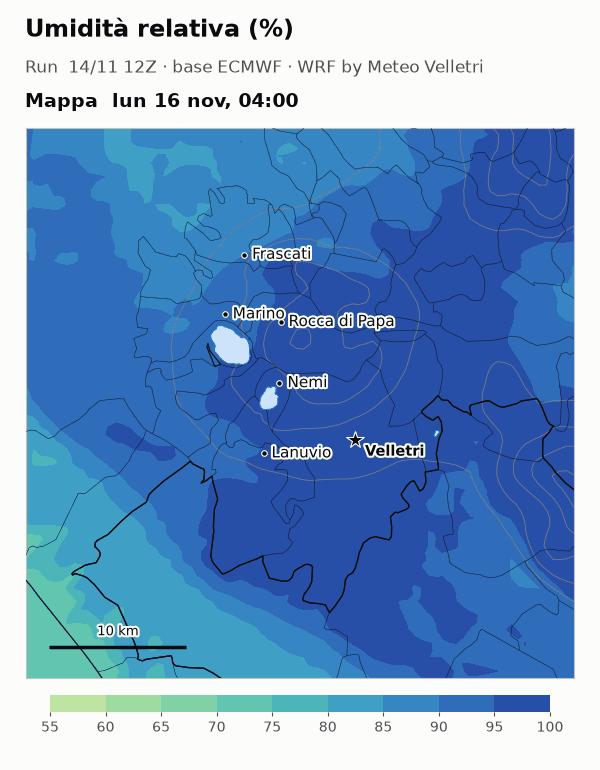 Umidità relativa (%)
Run  14/11 12Z · base ECMWF · WRF by Meteo Velletri
Mappa  lun 16 nov, 04:00
Frascati
Marino
Rocca di Papa
Nemi
Velletri
Lanuvio
10 km
55 60 65 70 75 80 85 90 95 100